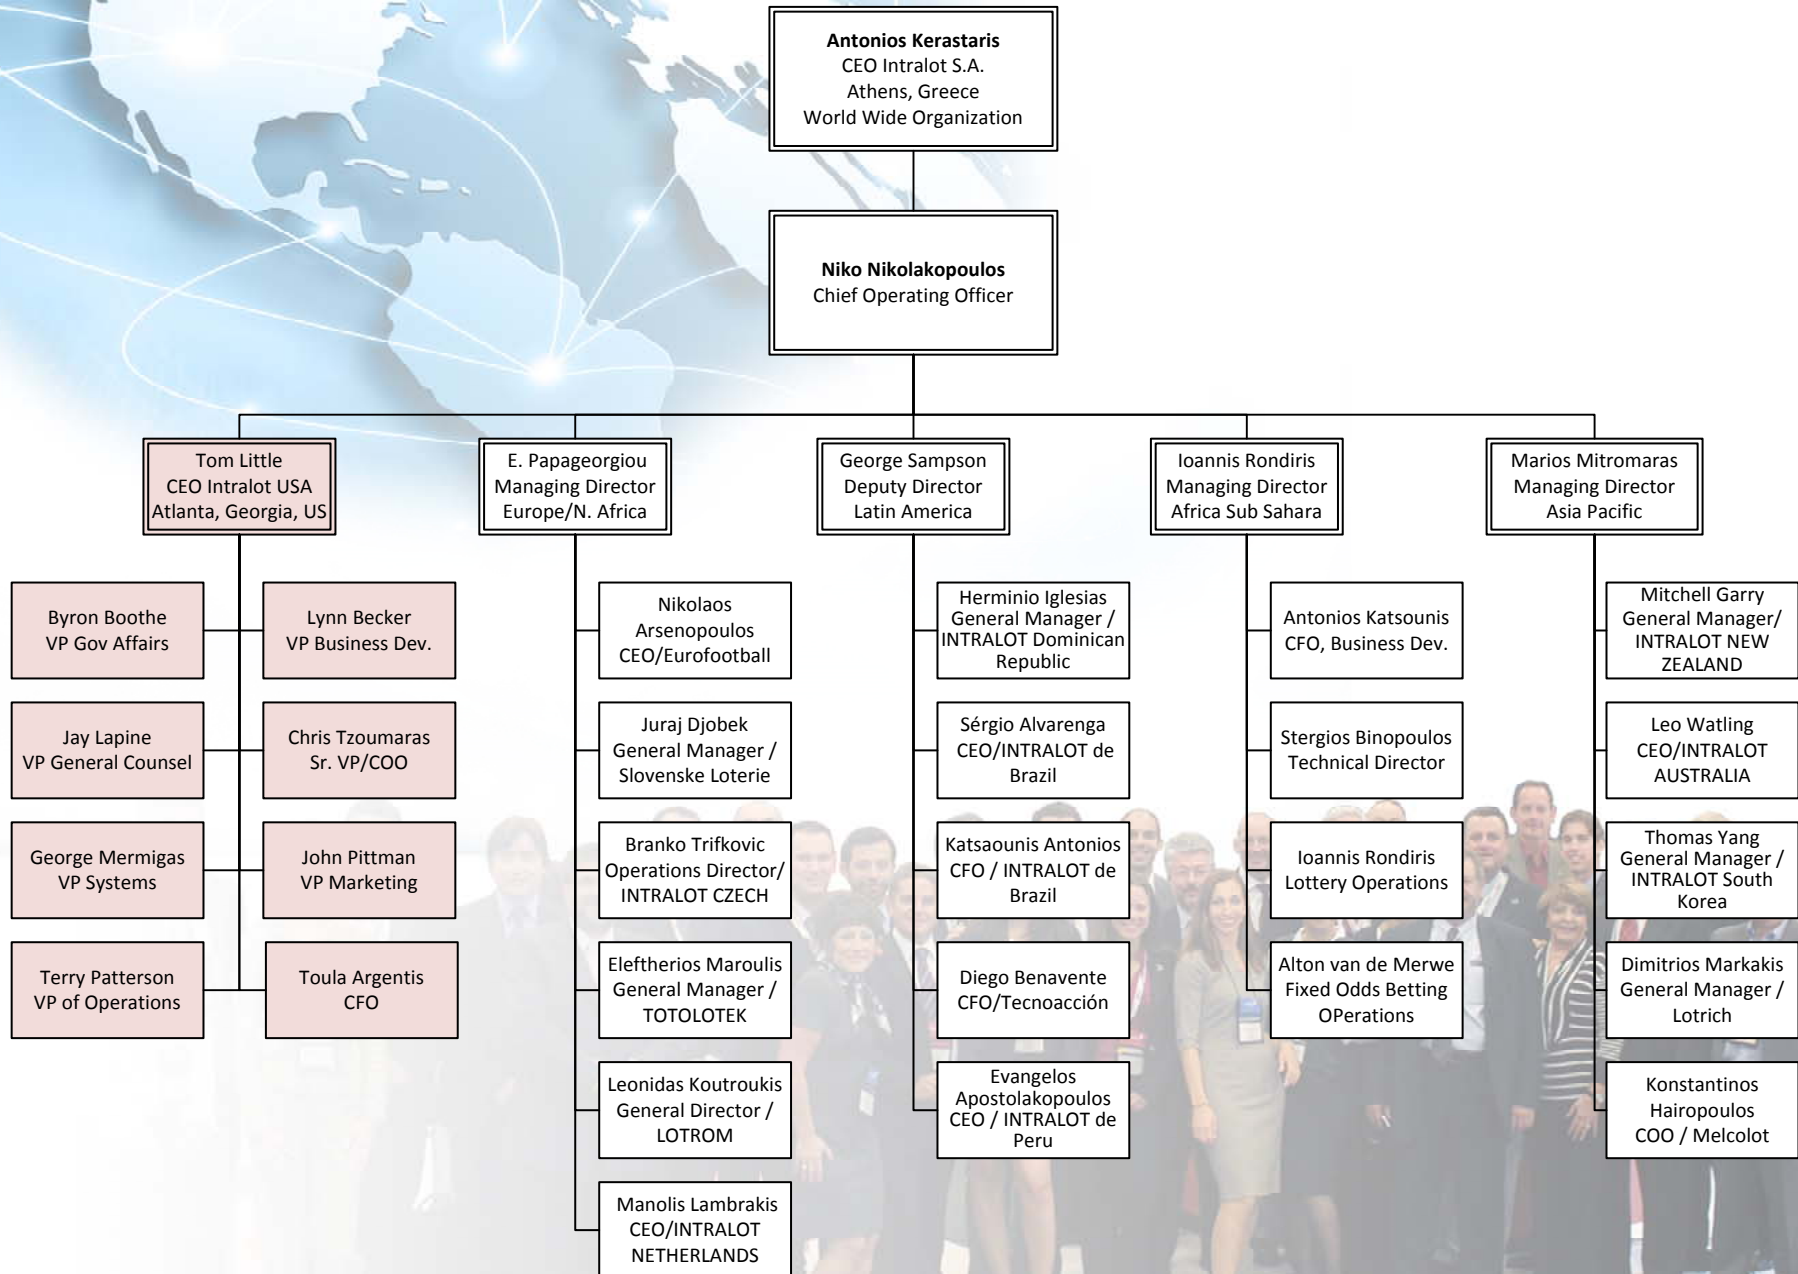 Antonios Kerastaris
CEO Intralot S.A.
Athens, Greece
World Wide Organization
Niko Nikolakopoulos
Chief Operating Officer
Tom Little
CEO Intralot USA
Atlanta, Georgia, US
E. Papageorgiou
Managing Director
Europe/N. Africa
George Sampson
Deputy Director
Latin America
Ioannis Rondiris
Managing Director
Africa Sub Sahara
Marios Mitromaras
Managing Director
Asia Pacific
Byron Boothe
VP Gov Affairs
Lynn Becker
VP Business Dev.
Jay Lapine
VP General Counsel
Chris Tzoumaras
Sr. VP/COO
George Mermigas
VP Systems
John Pittman
VP Marketing
Terry Patterson
VP of Operations
Toula Argentis
CFO
Nikolaos
Arsenopoulos
CEO/Eurofootball
Juraj Djobek
General Manager /
Slovenske Loterie
Branko Trifkovic
Operations Director/
INTRALOT CZECH
Eleftherios Maroulis
General Manager /
TOTOLOTEK
Leonidas Koutroukis
General Director /
LOTROM
Manolis Lambrakis
CEO/INTRALOT
NETHERLANDS
Herminio Iglesias
General Manager /
INTRALOT Dominican
Republic
Sérgio Alvarenga
CEO/INTRALOT de
Brazil
Katsaounis Antonios
CFO / INTRALOT de
Brazil
Diego Benavente
CFO/Tecnoacción
Evangelos
Apostolakopoulos
CEO / INTRALOT de
Peru
Antonios Katsounis
CFO, Business Dev.
Stergios Binopoulos
Technical Director
Ioannis Rondiris
Lottery Operations
Alton van de Merwe
Fixed Odds Betting
OPerations
Mitchell Garry
General Manager/
INTRALOT NEW
ZEALAND
Leo Watling
CEO/INTRALOT
AUSTRALIA
Thomas Yang
General Manager /
INTRALOT South
Korea
Dimitrios Markakis
General Manager /
Lotrich
Konstantinos
Hairopoulos
COO / Melcolot